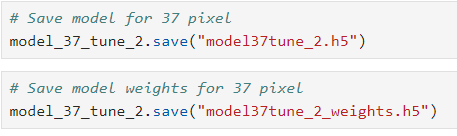 # Save model for 37 pixel
model_37_tune_2.save("model37tune_2.h5")
# Save model weights for 37 pixel
model_37_tune_2.save("model37tune_2_weights.h5")